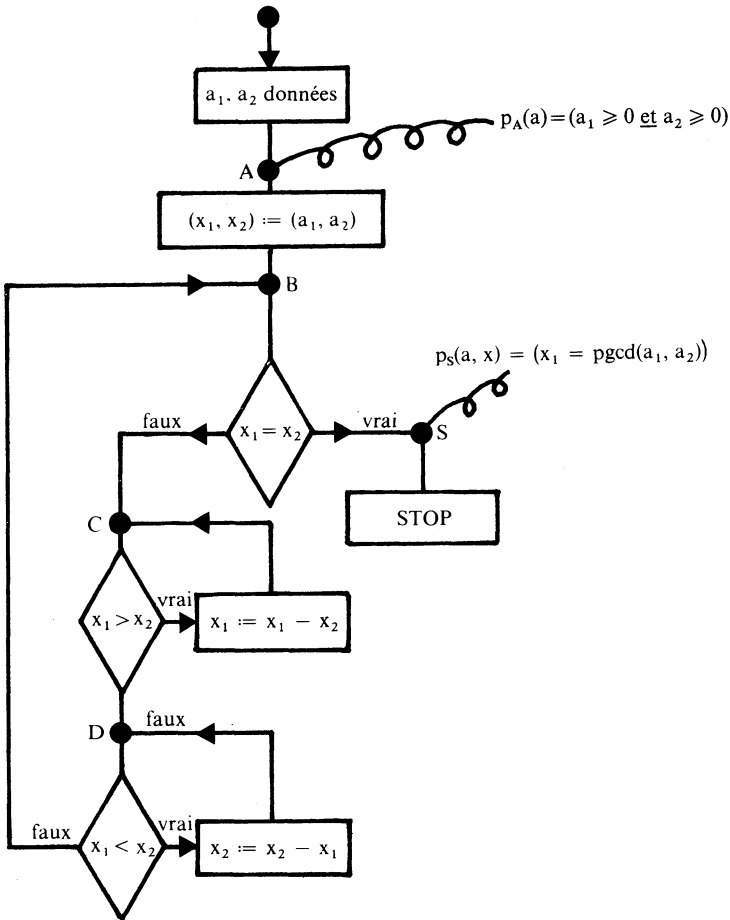 a₁. a₂ données
p_A(a)=(a₁ ⩾ 0 et a₂ ⩾ 0)
A
(x₁, x₂) := (a₁, a₂)
B
p_S(a, x) = (x₁ = pgcd(a₁, a₂))
faux
x₁ = x₂
vrai
S
C
STOP
x₁ > x₂
vrai
x₁ := x₁ − x₂
D
faux
faux
x₁ < x₂
vrai
x₂ := x₂ − x₁